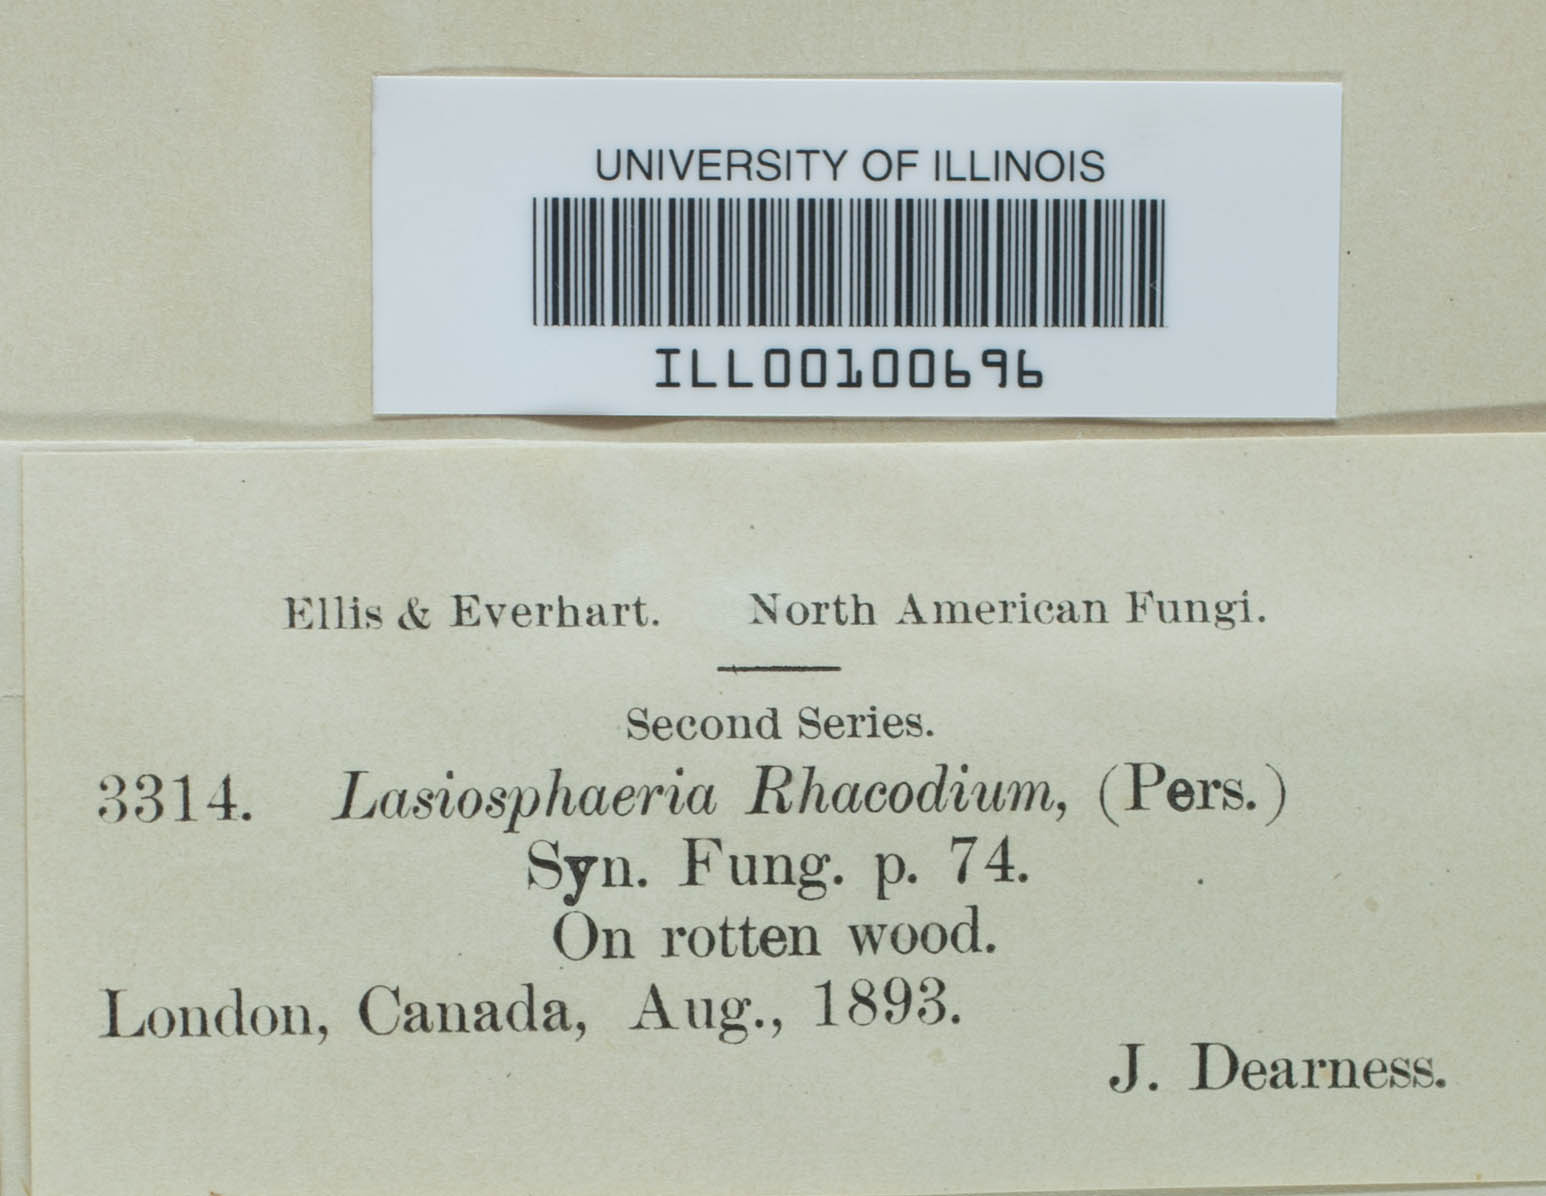 UNIVERSITY OF ILLINOIS
ILL00100696
Ellis & Everhart. North American Fungi.
Second Series.
3314. Lasiosphaeria Rhacodium, (Pers.)
Syn. Fung. p. 74.
On rotten wood.
London, Canada, Aug., 1893.
J. Dearness.